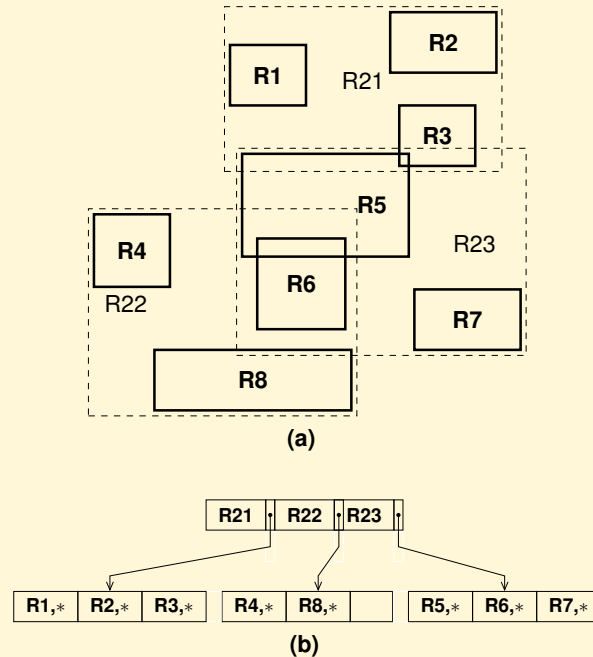 R2
R1
R21
R3
R5
R4
R23
R6
R22
R7
R8
(a)
R21 R22 R23
R1,* R2,* R3,* R4,* R8,* R5,* R6,* R7,*
(b)